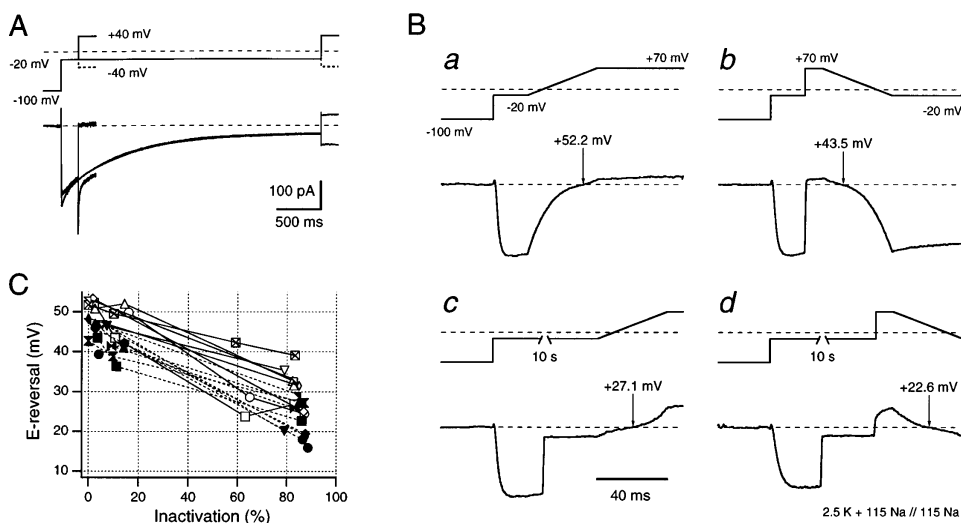 A
+40 mV
-20 mV
-40 mV
-100 mV
100 pA
500 ms
B
a
+70 mV
-20 mV
-100 mV
+52.2 mV
b
+70 mV
-20 mV
+43.5 mV
c
10 s
+27.1 mV
40 ms
d
10 s
+22.6 mV
2.5 K + 115 Na // 115 Na
C
E-reversal (mV)
50
40
30
20
10
0 20 40 60 80 100
Inactivation (%)